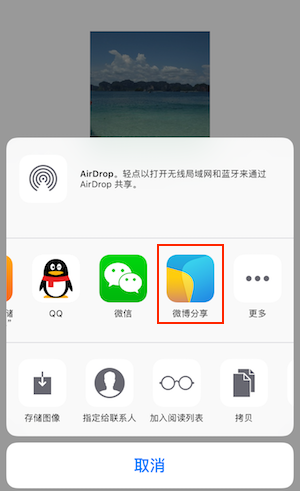 AirDrop。轻点以打开无线局域网和蓝牙来通过
AirDrop 共享。
储
"
QQ
微信
微博分享
更多
存储图像
指定给联系人
加入阅读列表
拷贝
取消